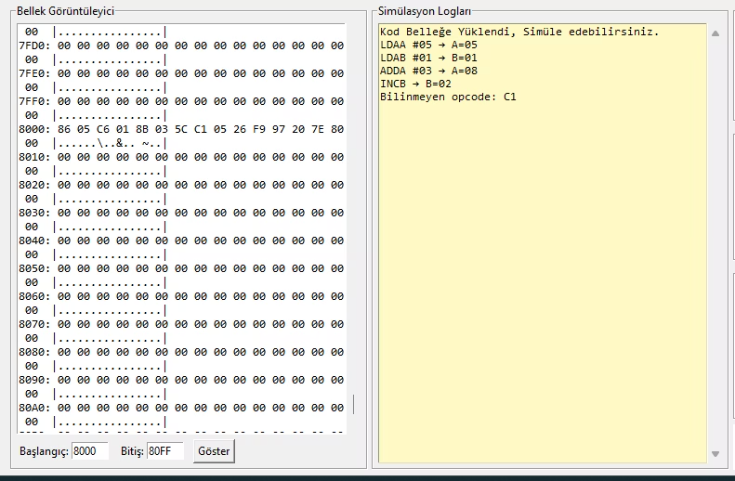 Bellek Görüntüleyici
00  |................|
7FD0: 00 00 00 00 00 00 00 00 00 00 00 00 00 00 00
00  |................|
7FE0: 00 00 00 00 00 00 00 00 00 00 00 00 00 00 00
00  |................|
7FF0: 00 00 00 00 00 00 00 00 00 00 00 00 00 00 00
00  |................|
8000: 86 05 C6 01 8B 03 5C C1 05 26 F9 97 20 7E 80
00  |......\..&.. ~..|
8010: 00 00 00 00 00 00 00 00 00 00 00 00 00 00 00
00  |................|
8020: 00 00 00 00 00 00 00 00 00 00 00 00 00 00 00
00  |................|
8030: 00 00 00 00 00 00 00 00 00 00 00 00 00 00 00
00  |................|
8040: 00 00 00 00 00 00 00 00 00 00 00 00 00 00 00
00  |................|
8050: 00 00 00 00 00 00 00 00 00 00 00 00 00 00 00
00  |................|
8060: 00 00 00 00 00 00 00 00 00 00 00 00 00 00 00
00  |................|
8070: 00 00 00 00 00 00 00 00 00 00 00 00 00 00 00
00  |................|
8080: 00 00 00 00 00 00 00 00 00 00 00 00 00 00 00
00  |................|
8090: 00 00 00 00 00 00 00 00 00 00 00 00 00 00 00
00  |................|
80A0: 00 00 00 00 00 00 00 00 00 00 00 00 00 00 00
00  |................|
Başlangıç: 8000 Bitiş: 80FF Göster
Simülasyon Logları
Kod Belleğe Yüklendi, Simüle edebilirsiniz.
LDAA #05 → A=05
LDAB #01 → B=01
ADDA #03 → A=08
INCB → B=02
Bilinmeyen opcode: C1